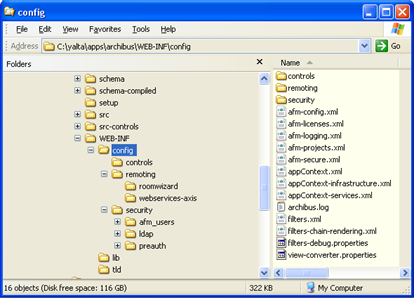 config
File Edit View Favorites Tools Help
Address C:\yalta\apps\archibus\WEB-INF\config Go
Folders
schema
schema-compiled
setup
src
src-controls
WEB-INF
config
controls
remoting
roomwizard
webservices-axis
security
afm_users
ldap
preauth
lib
tld
Name
controls
remoting
security
afm-config.xml
afm-licenses.xml
afm-logging.xml
afm-projects.xml
afm-secure.xml
appContext.xml
appContext-infrastructure.xml
appContext-services.xml
archibus.log
filters.xml
filters-chain-rendering.xml
filters-debug.properties
view-converter.properties
16 objects (Disk free space: 116 GB) 322 KB My Computer